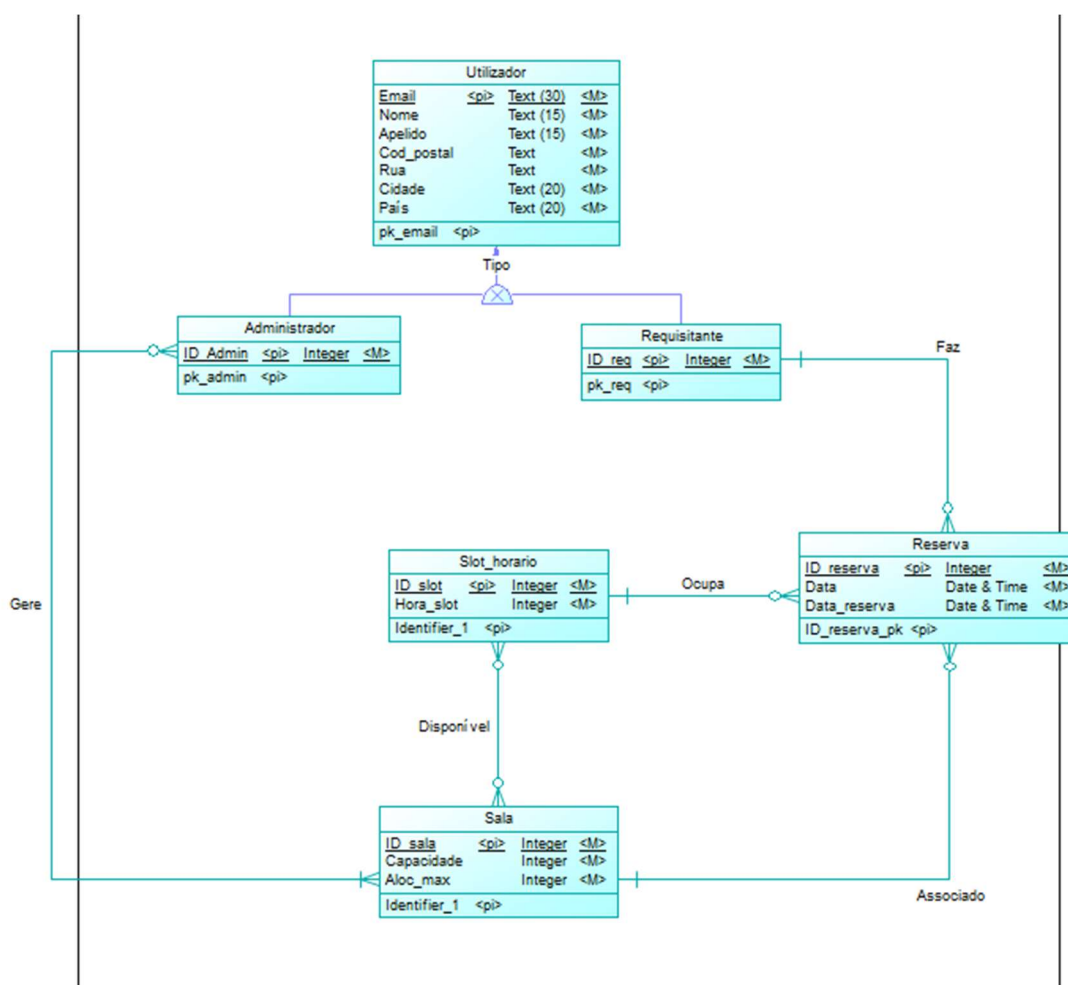 Utilizador
Email <pi> Text (30) <M>
Nome Text (15) <M>
Apelido Text (15) <M>
Cod_postal Text <M>
Rua Text <M>
Cidade Text (20) <M>
País Text (20) <M>
pk_email <pi>
Tipo
Administrador
ID_Admin <pi> Integer <M>
pk_admin <pi>
Requisitante
ID_req <pi> Integer <M>
pk_req <pi>
Faz
Reserva
ID_reserva <pi> Integer <M>
Data Date & Time <M>
Data_reserva Date & Time <M>
ID_reserva_pk <pi>
Slot_horario
ID_slot <pi> Integer <M>
Hora_slot Integer <M>
Identifier_1 <pi>
Ocupa
Gere
Disponível
Sala
ID_sala <pi> Integer <M>
Capacidade Integer <M>
Aloc_max Integer <M>
Identifier_1 <pi>
Associado